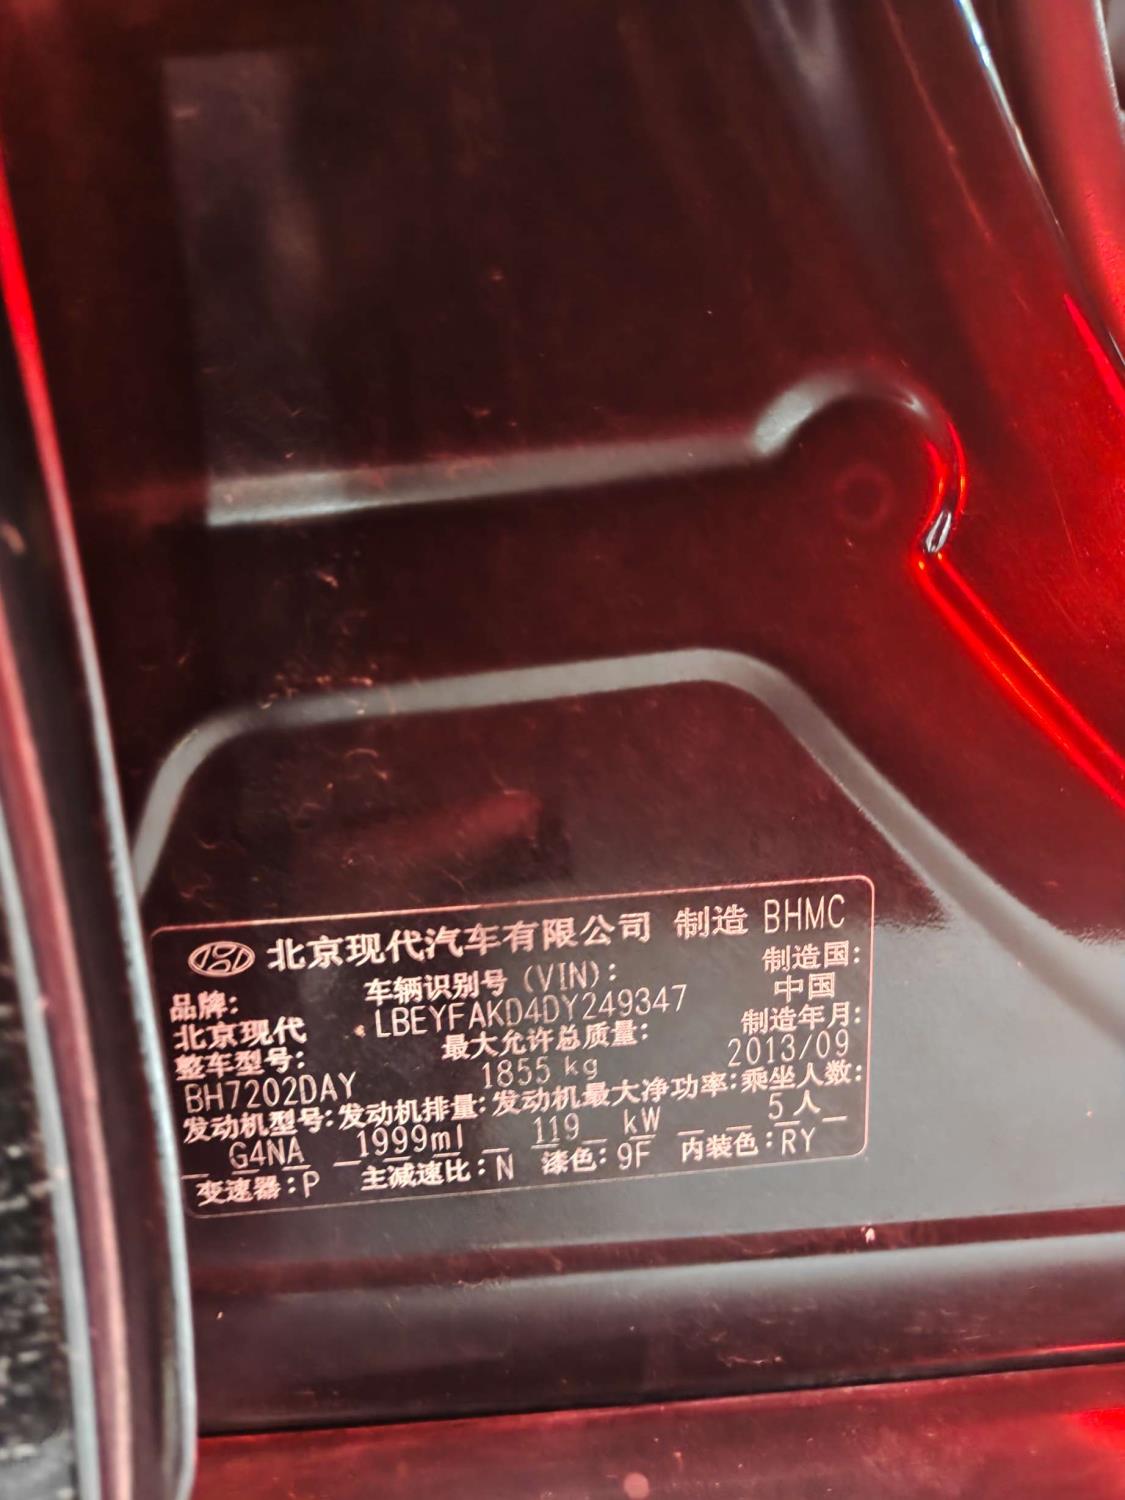 北京现代汽车有限公司 制造 BHMC
品牌: 车辆识别号 (VIN): 制造国:
北京现代 LBEYFAKD4DY249347 中国
整车型号: 最大允许总质量: 制造年月:
BH7202DAY 1855 kg 2013/09
发动机型号: 发动机排量: 发动机最大净功率: 乘坐人数:
G4NA 1999ml 119 kW 5人
变速器:P 主减速比:N 漆色:9F 内装色:RY